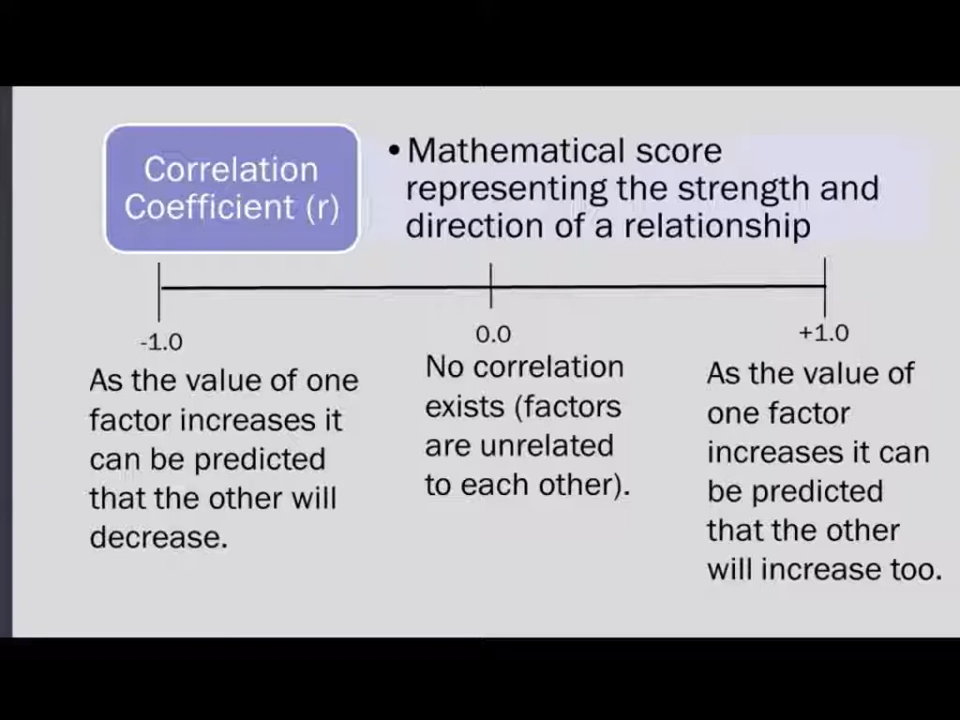 Correlation
Coefficient (r)
•Mathematical score
representing the strength and
direction of a relationship
-1.0
0.0
+1.0
As the value of one
factor increases it
can be predicted
that the other will
decrease.
No correlation
exists (factors
are unrelated
to each other).
As the value of
one factor
increases it can
be predicted
that the other
will increase too.